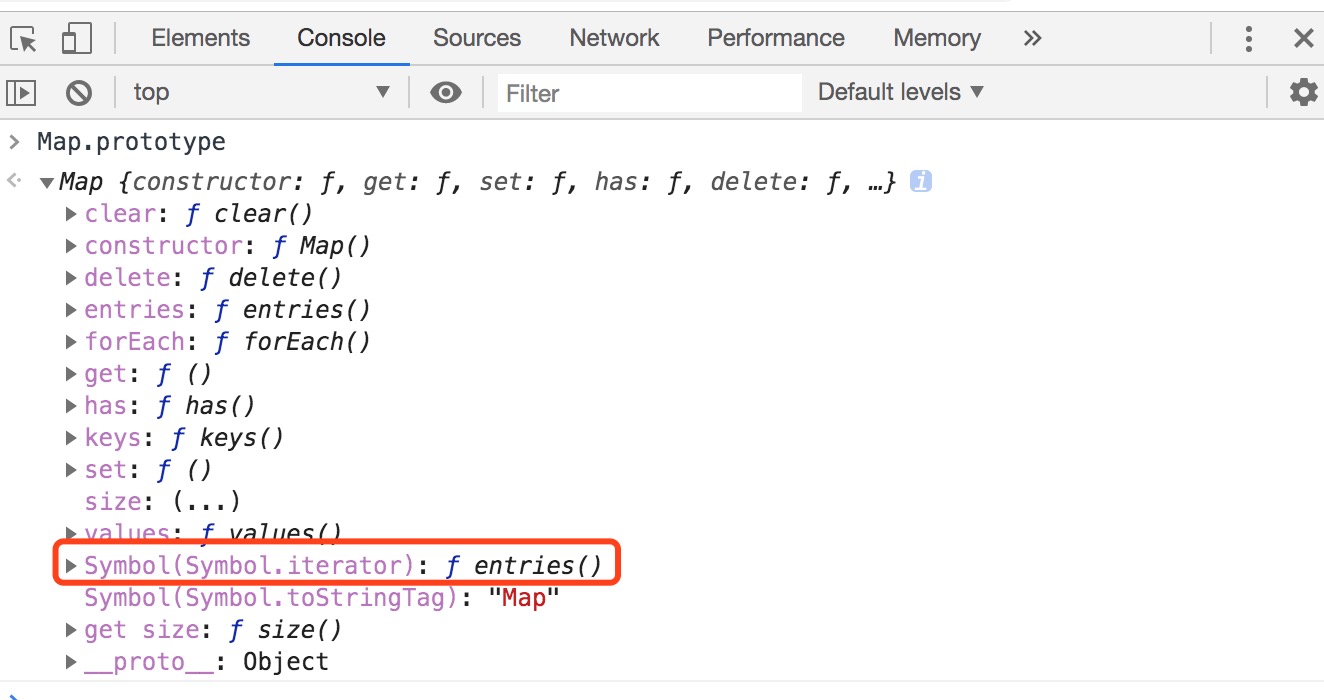 Elements Console Sources Network Performance Memory »
top Filter Default levels
Map.prototype
Map {constructor: ƒ, get: ƒ, set: ƒ, has: ƒ, delete: ƒ, …} i
clear: ƒ clear()
constructor: ƒ Map()
delete: ƒ delete()
entries: ƒ entries()
forEach: ƒ forEach()
get: ƒ ()
has: ƒ has()
keys: ƒ keys()
set: ƒ ()
size: (...)
values: ƒ values()
Symbol(Symbol.iterator): ƒ entries()
Symbol(Symbol.toStringTag): "Map"
get size: ƒ size()
__proto__: Object